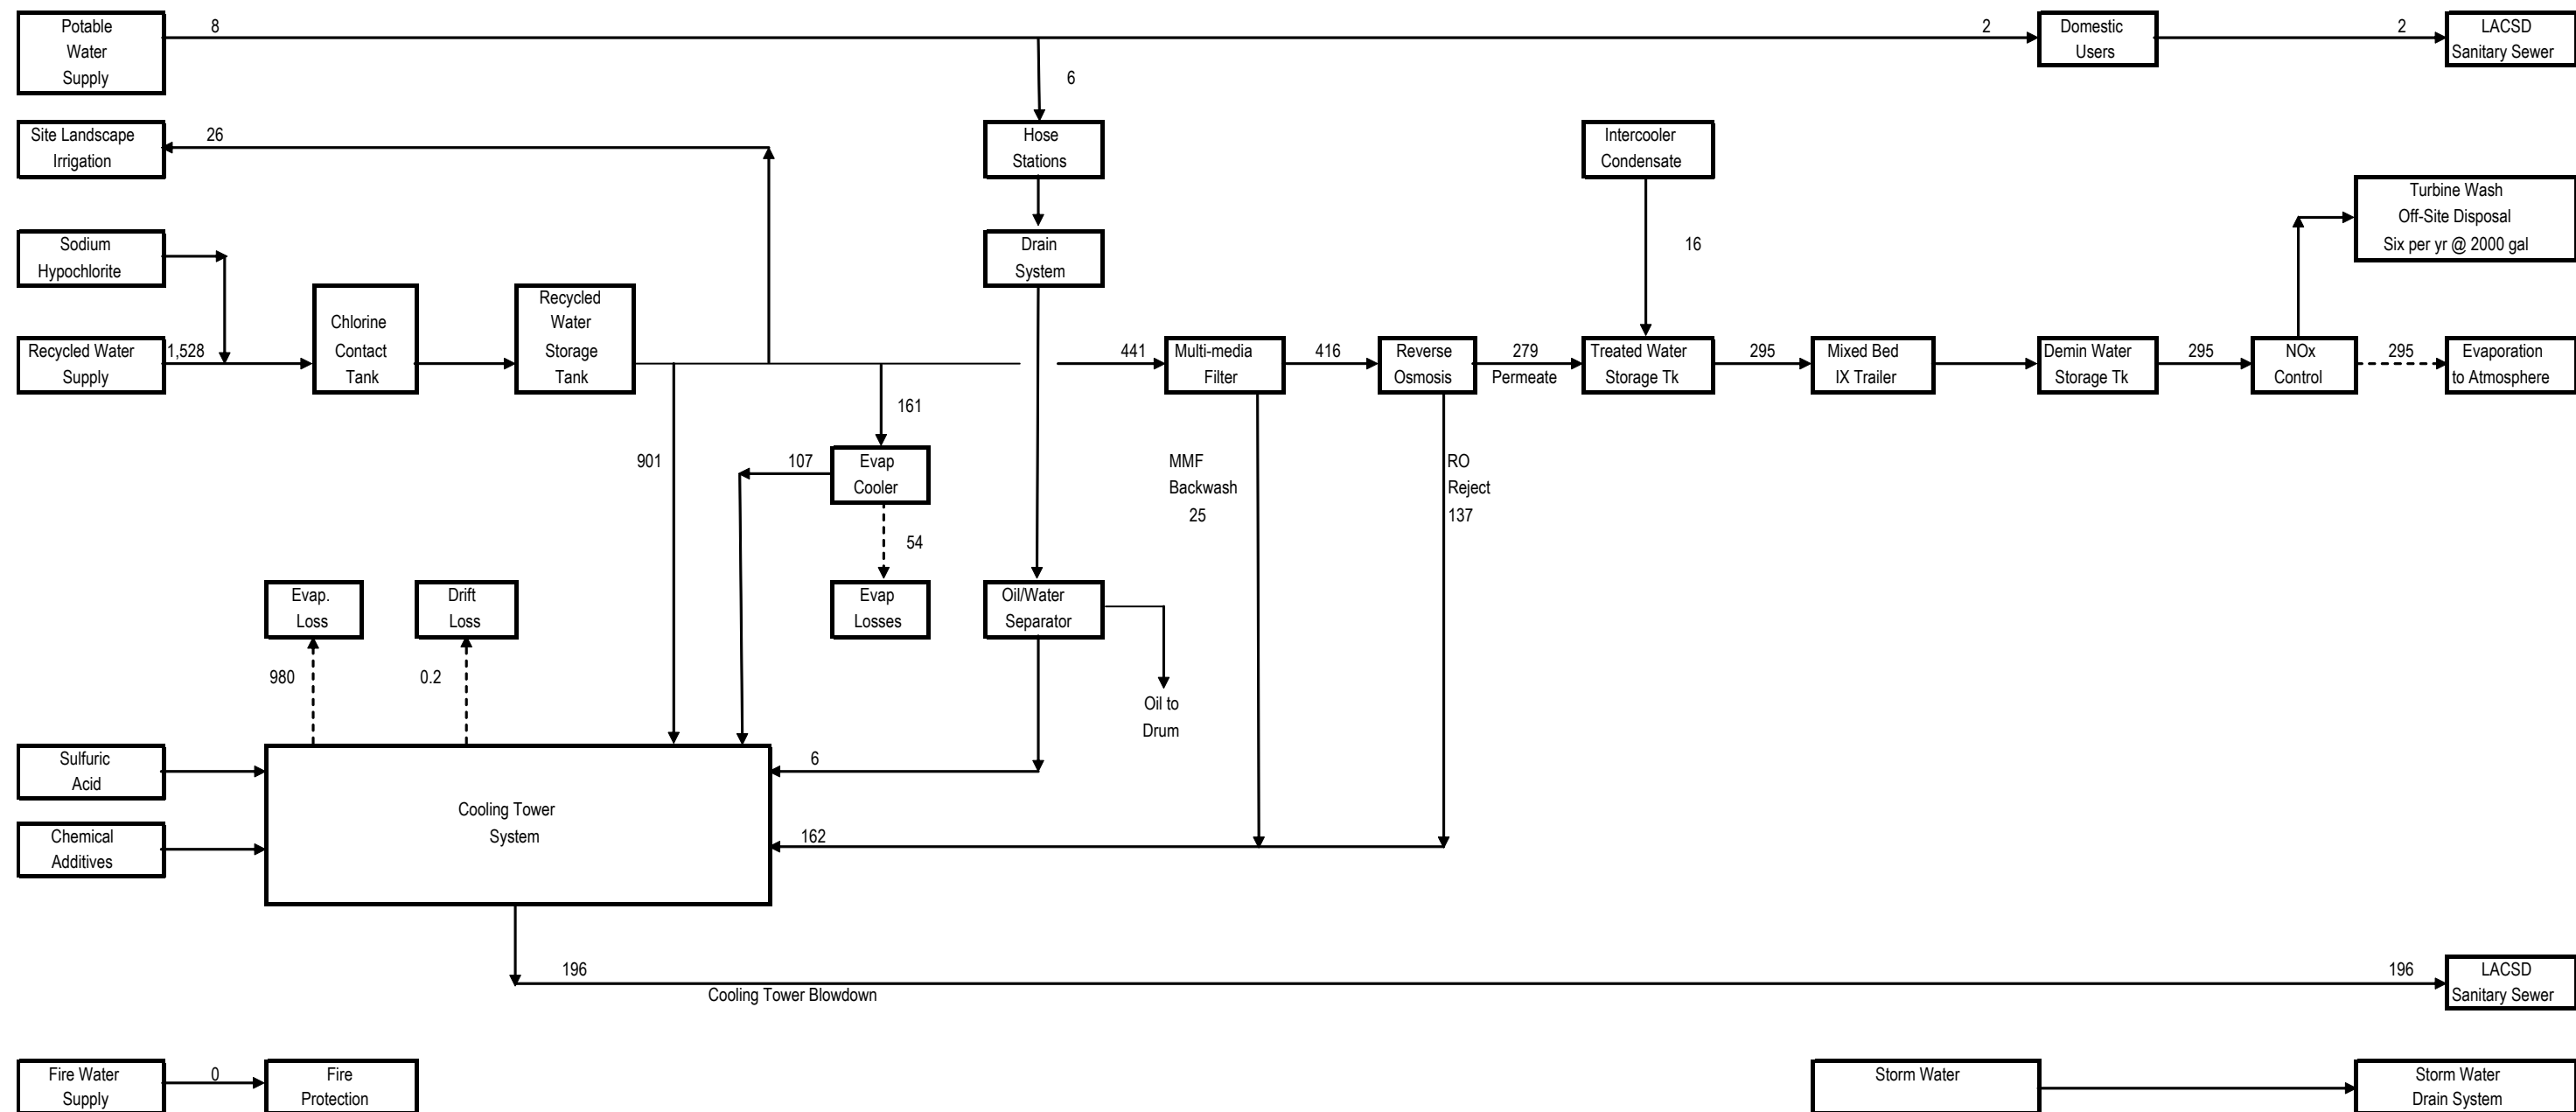 Potable
Water
Supply
8
2
Domestic
Users
2
LACSD
Sanitary Sewer
6
Site Landscape
Irrigation
26
Hose
Stations
Intercooler
Condensate
Turbine Wash
Off-Site Disposal
Six per yr @ 2000 gal
Sodium
Hypochlorite
Drain
System
16
Recycled Water
Supply
1,528
Chlorine
Contact
Tank
Recycled
Water
Storage
Tank
441
Multi-media
Filter
416
Reverse
Osmosis
279
Permeate
Treated Water
Storage Tk
295
Mixed Bed
IX Trailer
Demin Water
Storage Tk
295
NOx
Control
295
Evaporation
to Atmosphere
161
901
107
Evap
Cooler
MMF
Backwash
25
RO
Reject
137
54
Evap.
Loss
Drift
Loss
Evap
Losses
Oil/Water
Separator
980
0.2
Oil to
Drum
Sulfuric
Acid
6
Cooling Tower
System
Chemical
Additives
162
196
Cooling Tower Blowdown
196
LACSD
Sanitary Sewer
Fire Water
Supply
0
Fire
Protection
Storm Water
Storm Water
Drain System